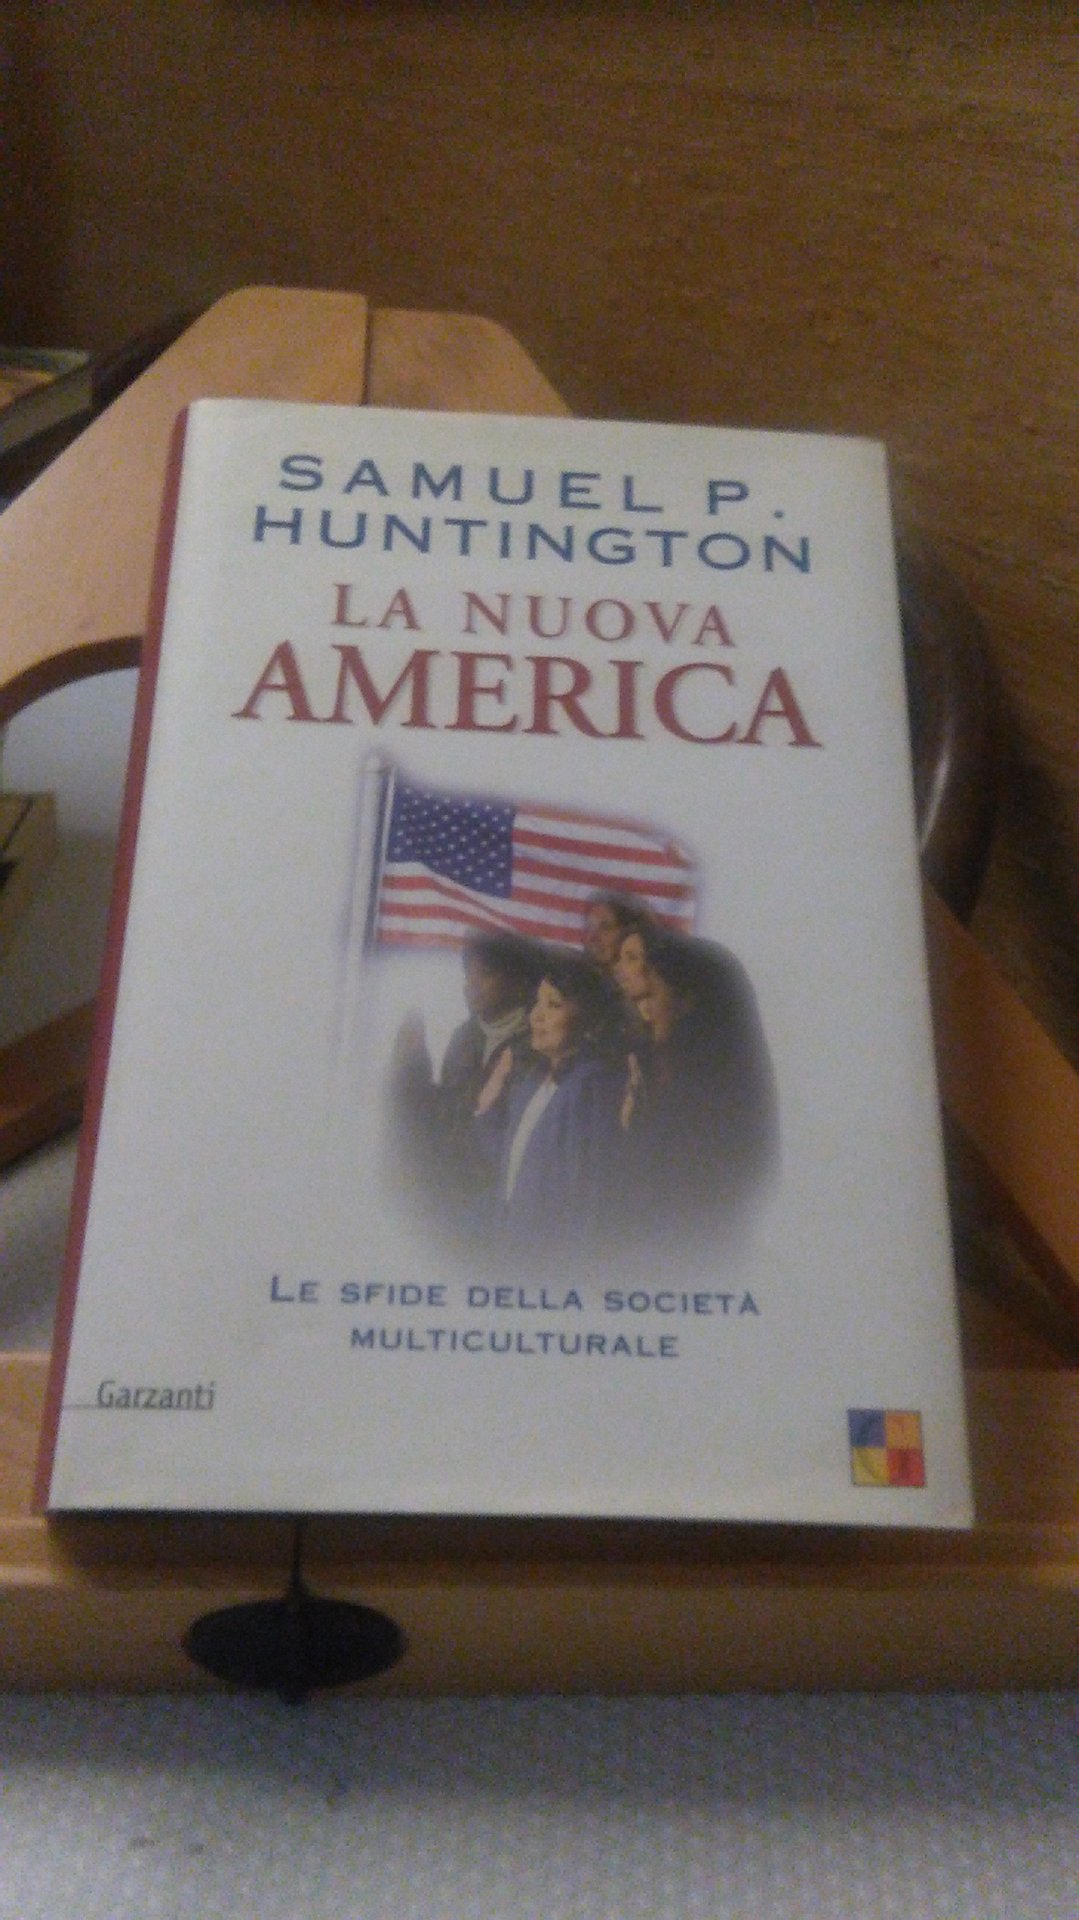 SAMUEL P.
HUNTINGTON
LA NUOVA
AMERICA
LE SFIDE DELLA SOCIETÀ
MULTICULTURALE
Garzanti